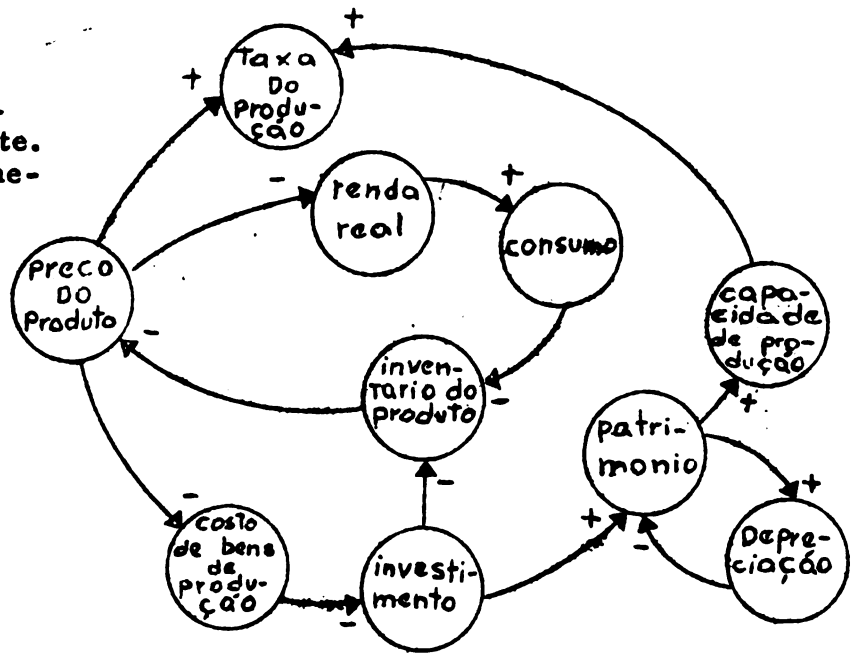 +
+
Taxa
Do
Produ-
ção
te.
ne-
-
renda
real
+
consumo
preco
DO
Produto
-
capa-
cidade
de pro-
dução
inven-
tario do
produto
-
+
patri-
monio
-
costo
de bens
de
produ-
ção
-
investi-
mento
-
+
-
+
Depre-
ciação